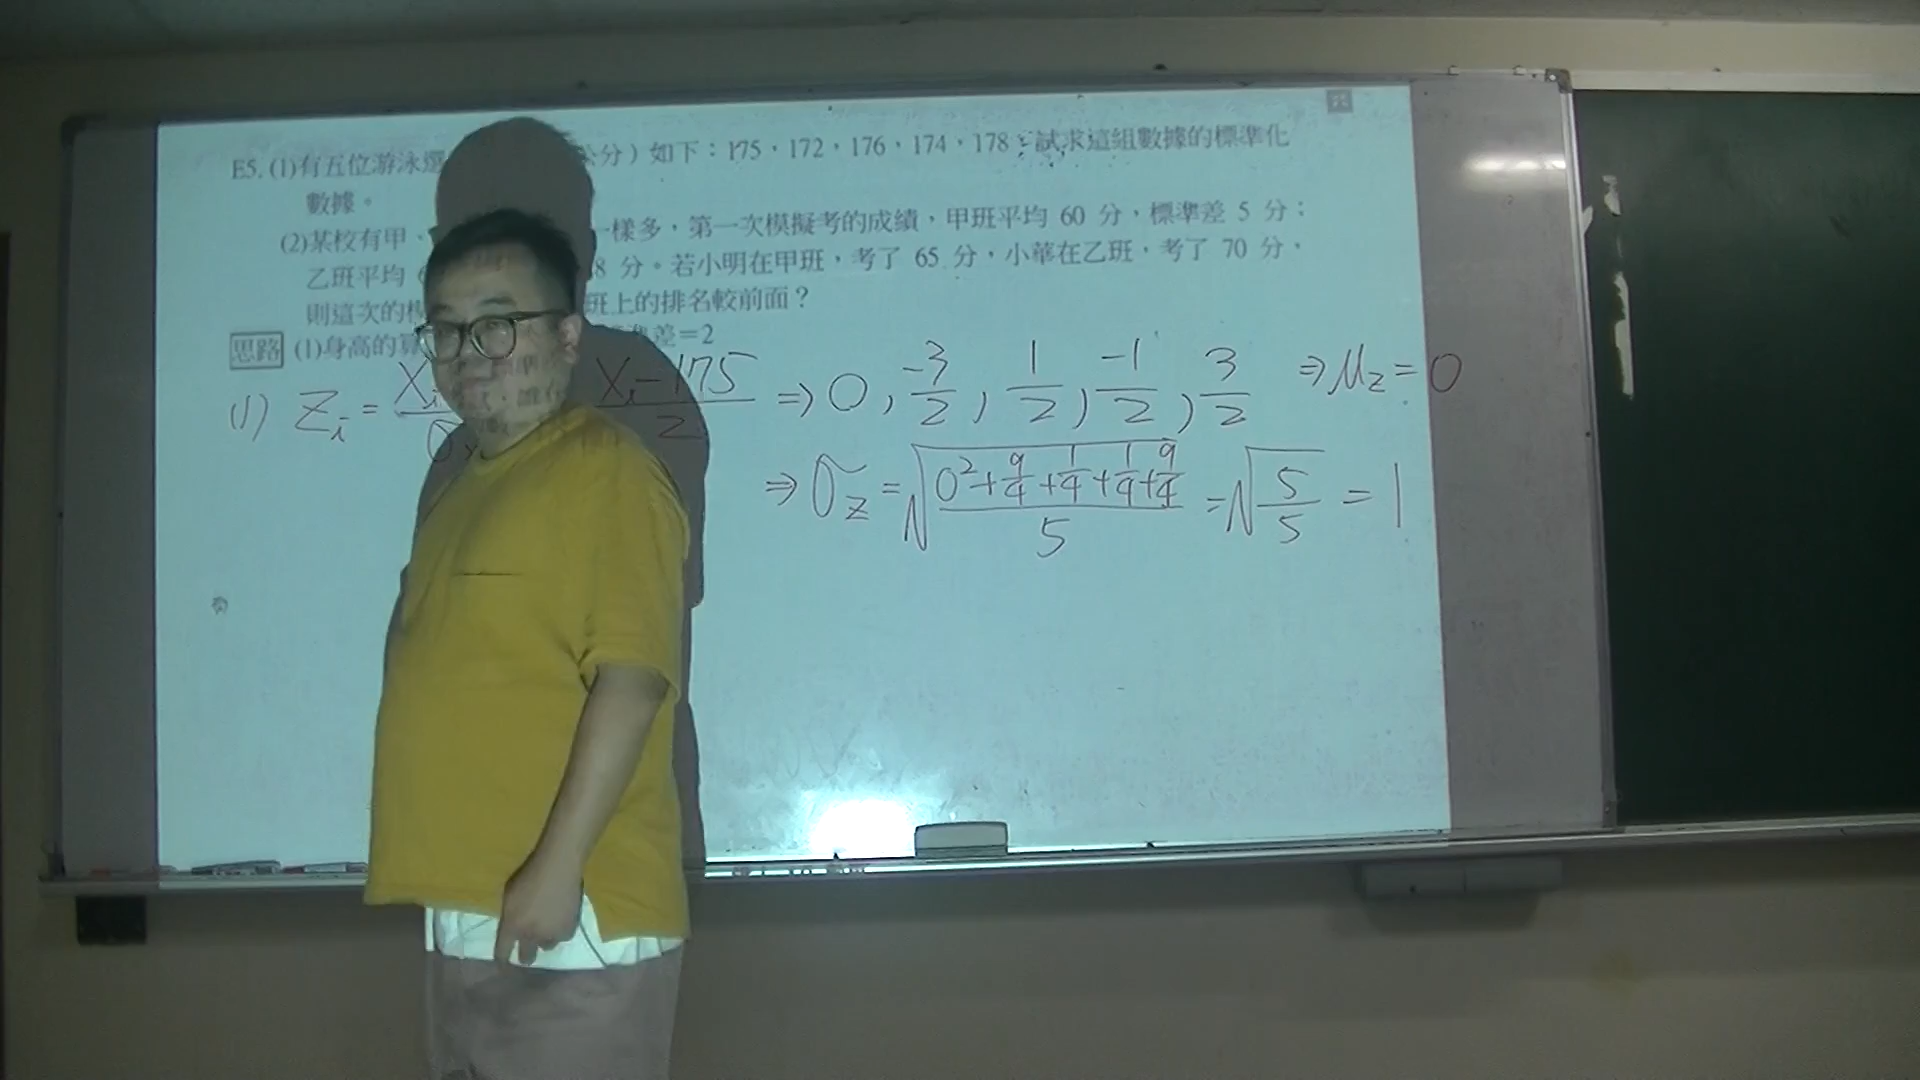 E5. (1)有五位游泳選 公分）如下：175，172，176，174，178，試求這組數據的標準化
數據。
(2)某校有甲、 一樣多，第一次模擬考的成績，甲班平均 60 分，標準差 5 分；
乙班平均 8 分。若小明在甲班，考了 65 分，小華在乙班，考了 70 分，
則這次的模 班上的排名較前面？
思路 (1)身高的算 準差＝2
(1) Zi = Xi Xi-175/2 ⇒ 0, -3/2, 1/2, -1/2, 3/2 ⇒ μz = 0
⇒ σz = √((0²+9/4+1/4+1/4+9/4)/5) = √(5/5) = 1